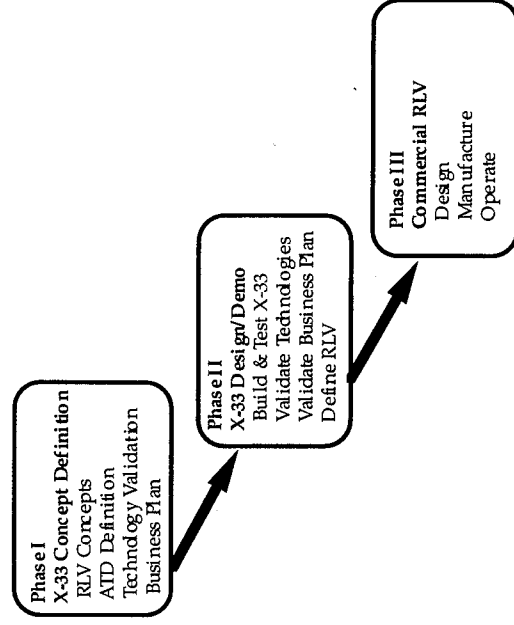 Phase I
X-33 Concept Definition
RLV Concepts
ATD Definition
Technology Validation
Business Plan
Phase II
X-33 Design/Demo
Build & Test X-33
Validate Technologies
Validate Business Plan
Define RLV
Phase III
Commercial RLV
Design
Manufacture
Operate